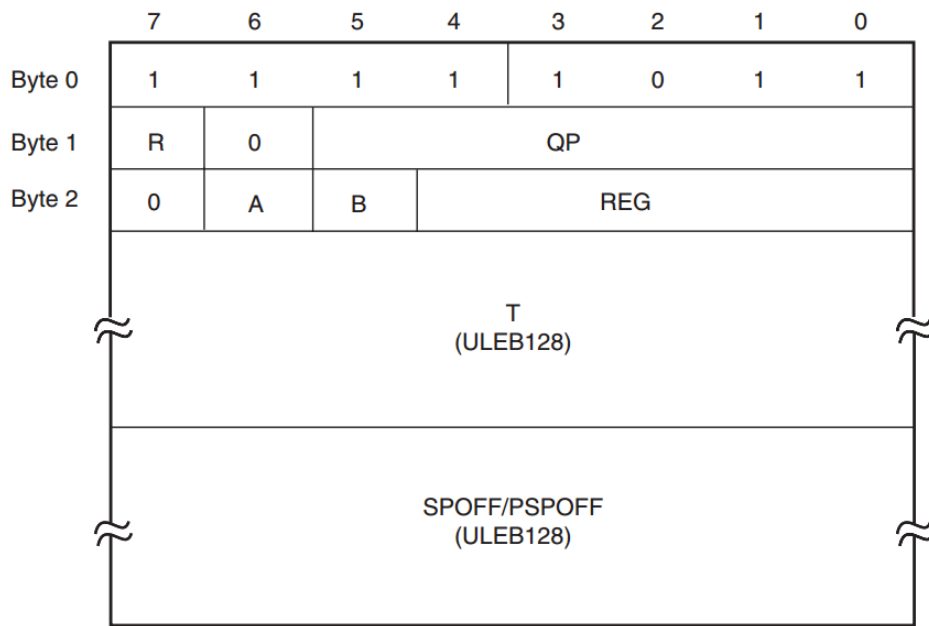 7 6 5 4 3 2 1 0
Byte 0 1 1 1 1 1 0 1 1
Byte 1 R 0 QP
Byte 2 0 A B REG
T
(ULEB128)
SPOFF/PSPOFF
(ULEB128)